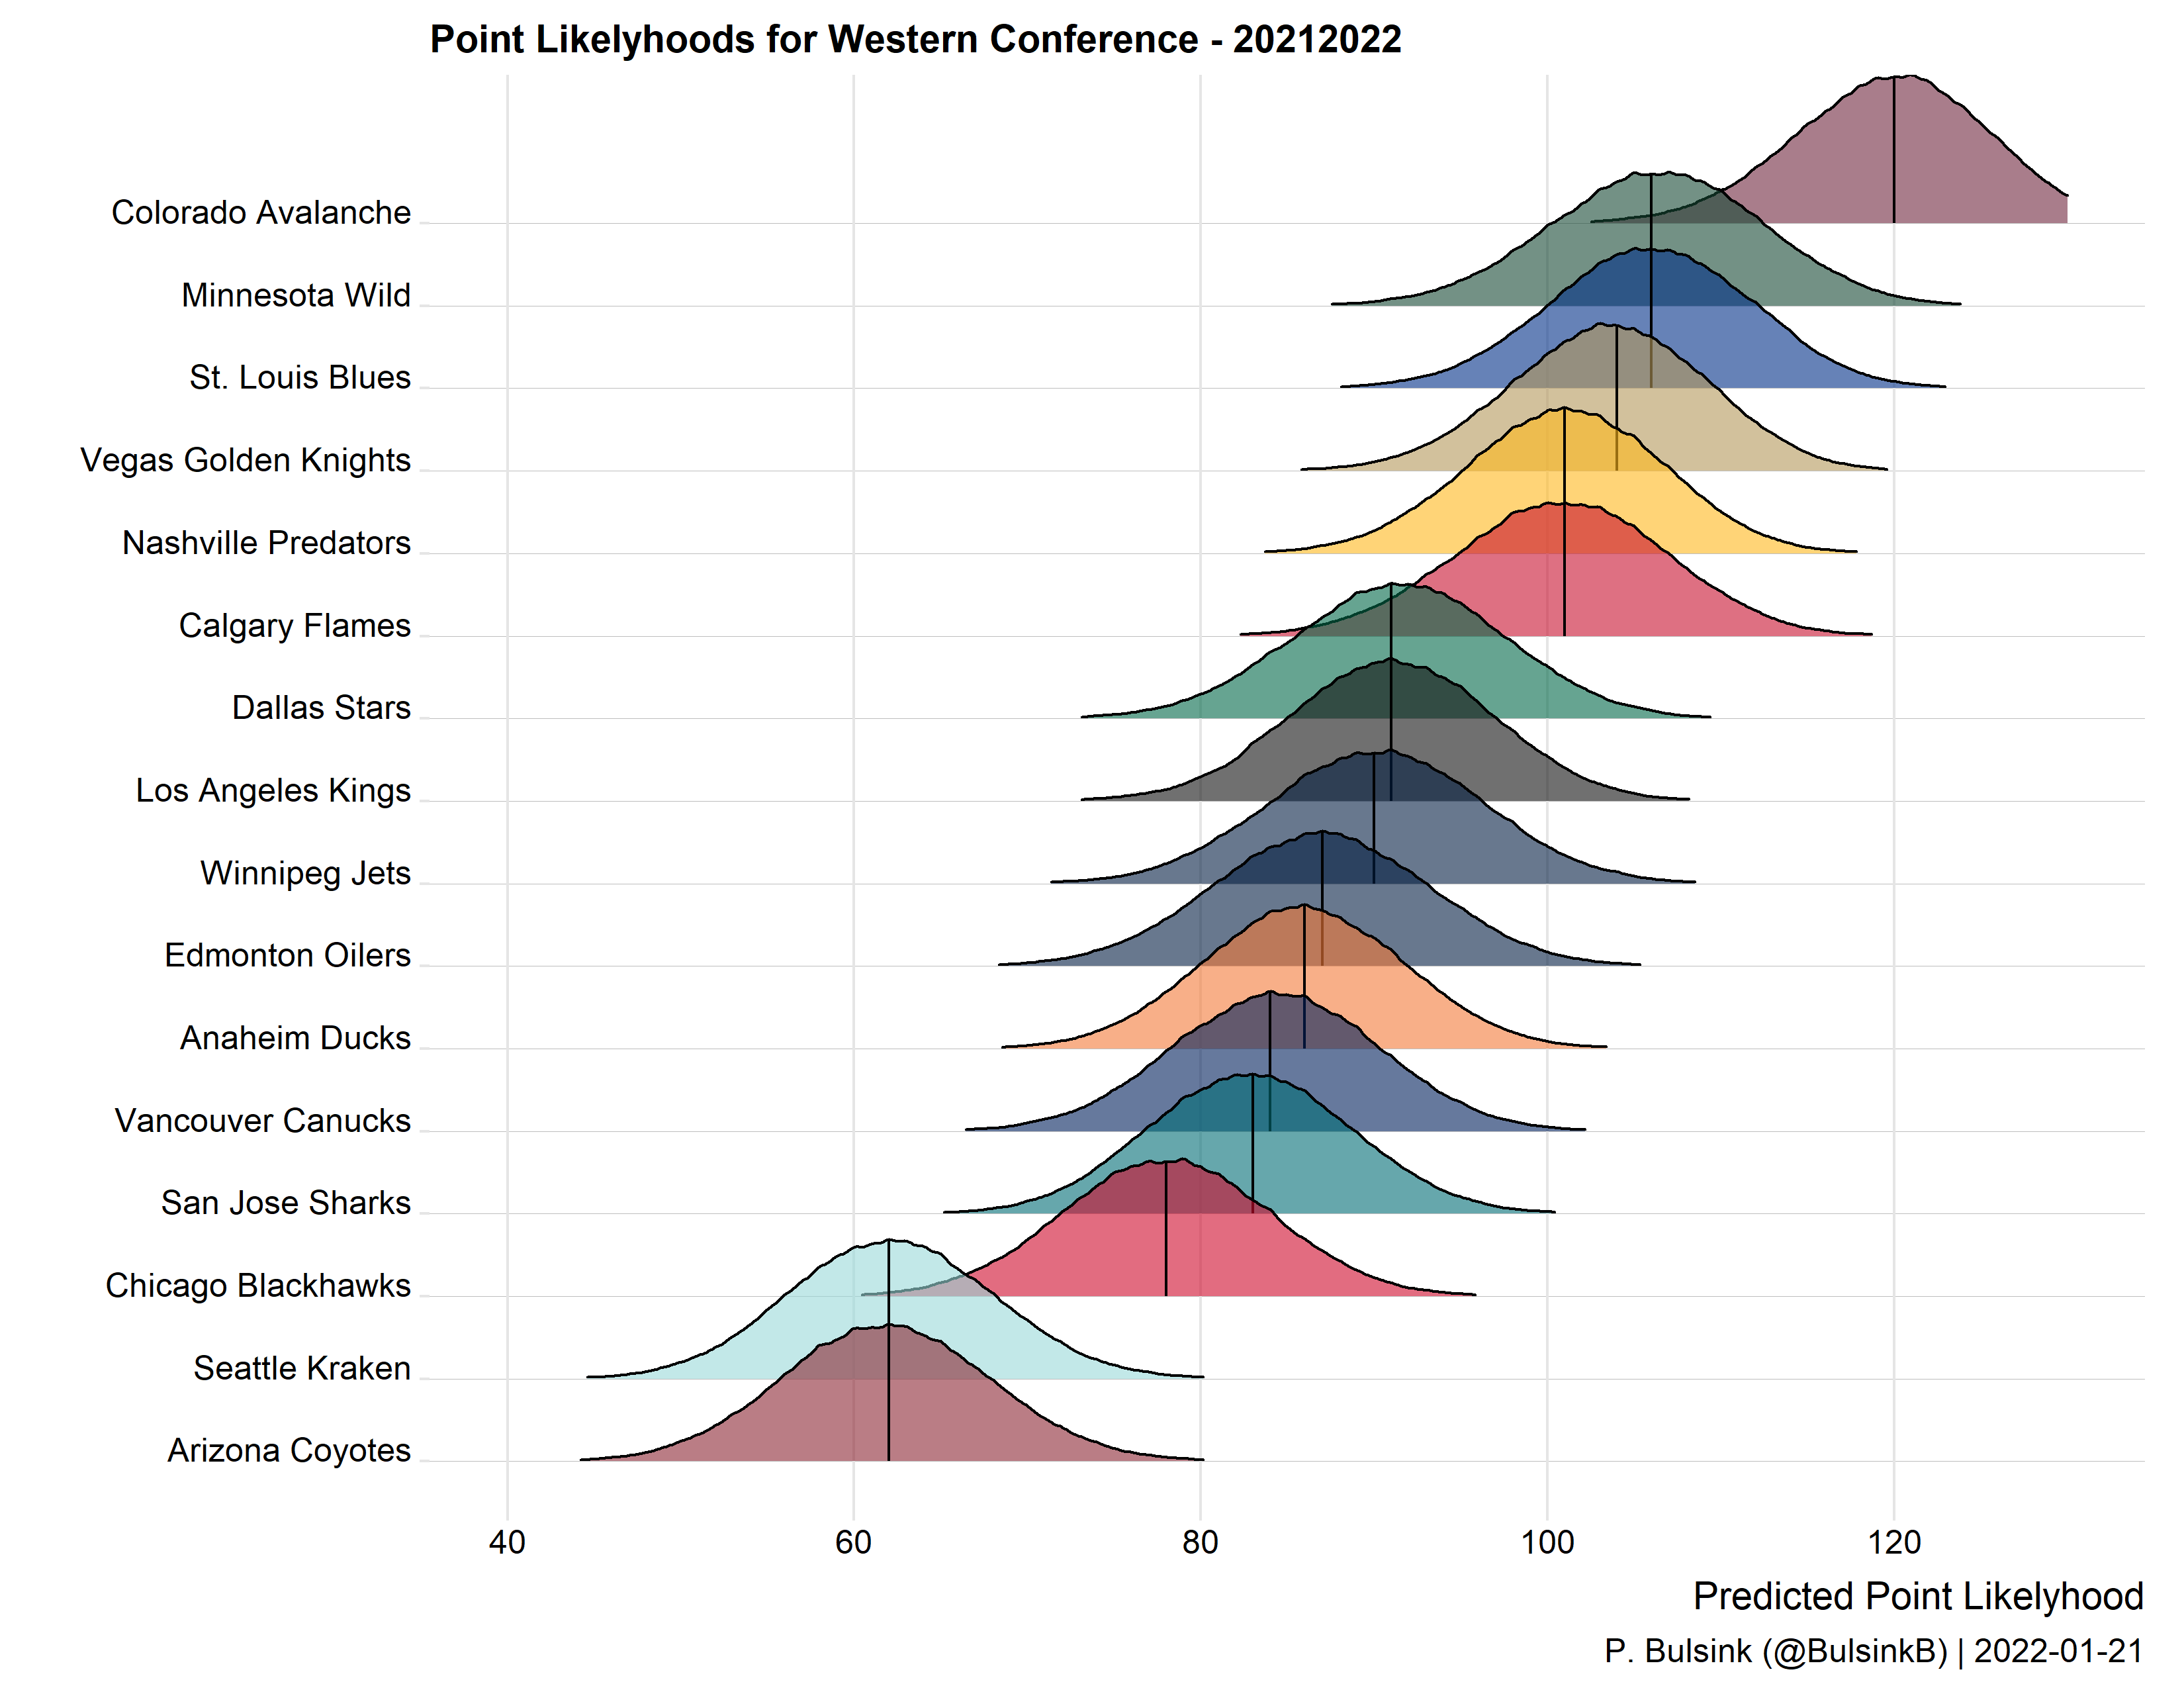 Point Likelyhoods for Western Conference - 20212022
Colorado Avalanche
Minnesota Wild
St. Louis Blues
Vegas Golden Knights
Nashville Predators
Calgary Flames
Dallas Stars
Los Angeles Kings
Winnipeg Jets
Edmonton Oilers
Anaheim Ducks
Vancouver Canucks
San Jose Sharks
Chicago Blackhawks
Seattle Kraken
Arizona Coyotes
40 60 80 100 120
Predicted Point Likelyhood
P. Bulsink (@BulsinkB) | 2022-01-21